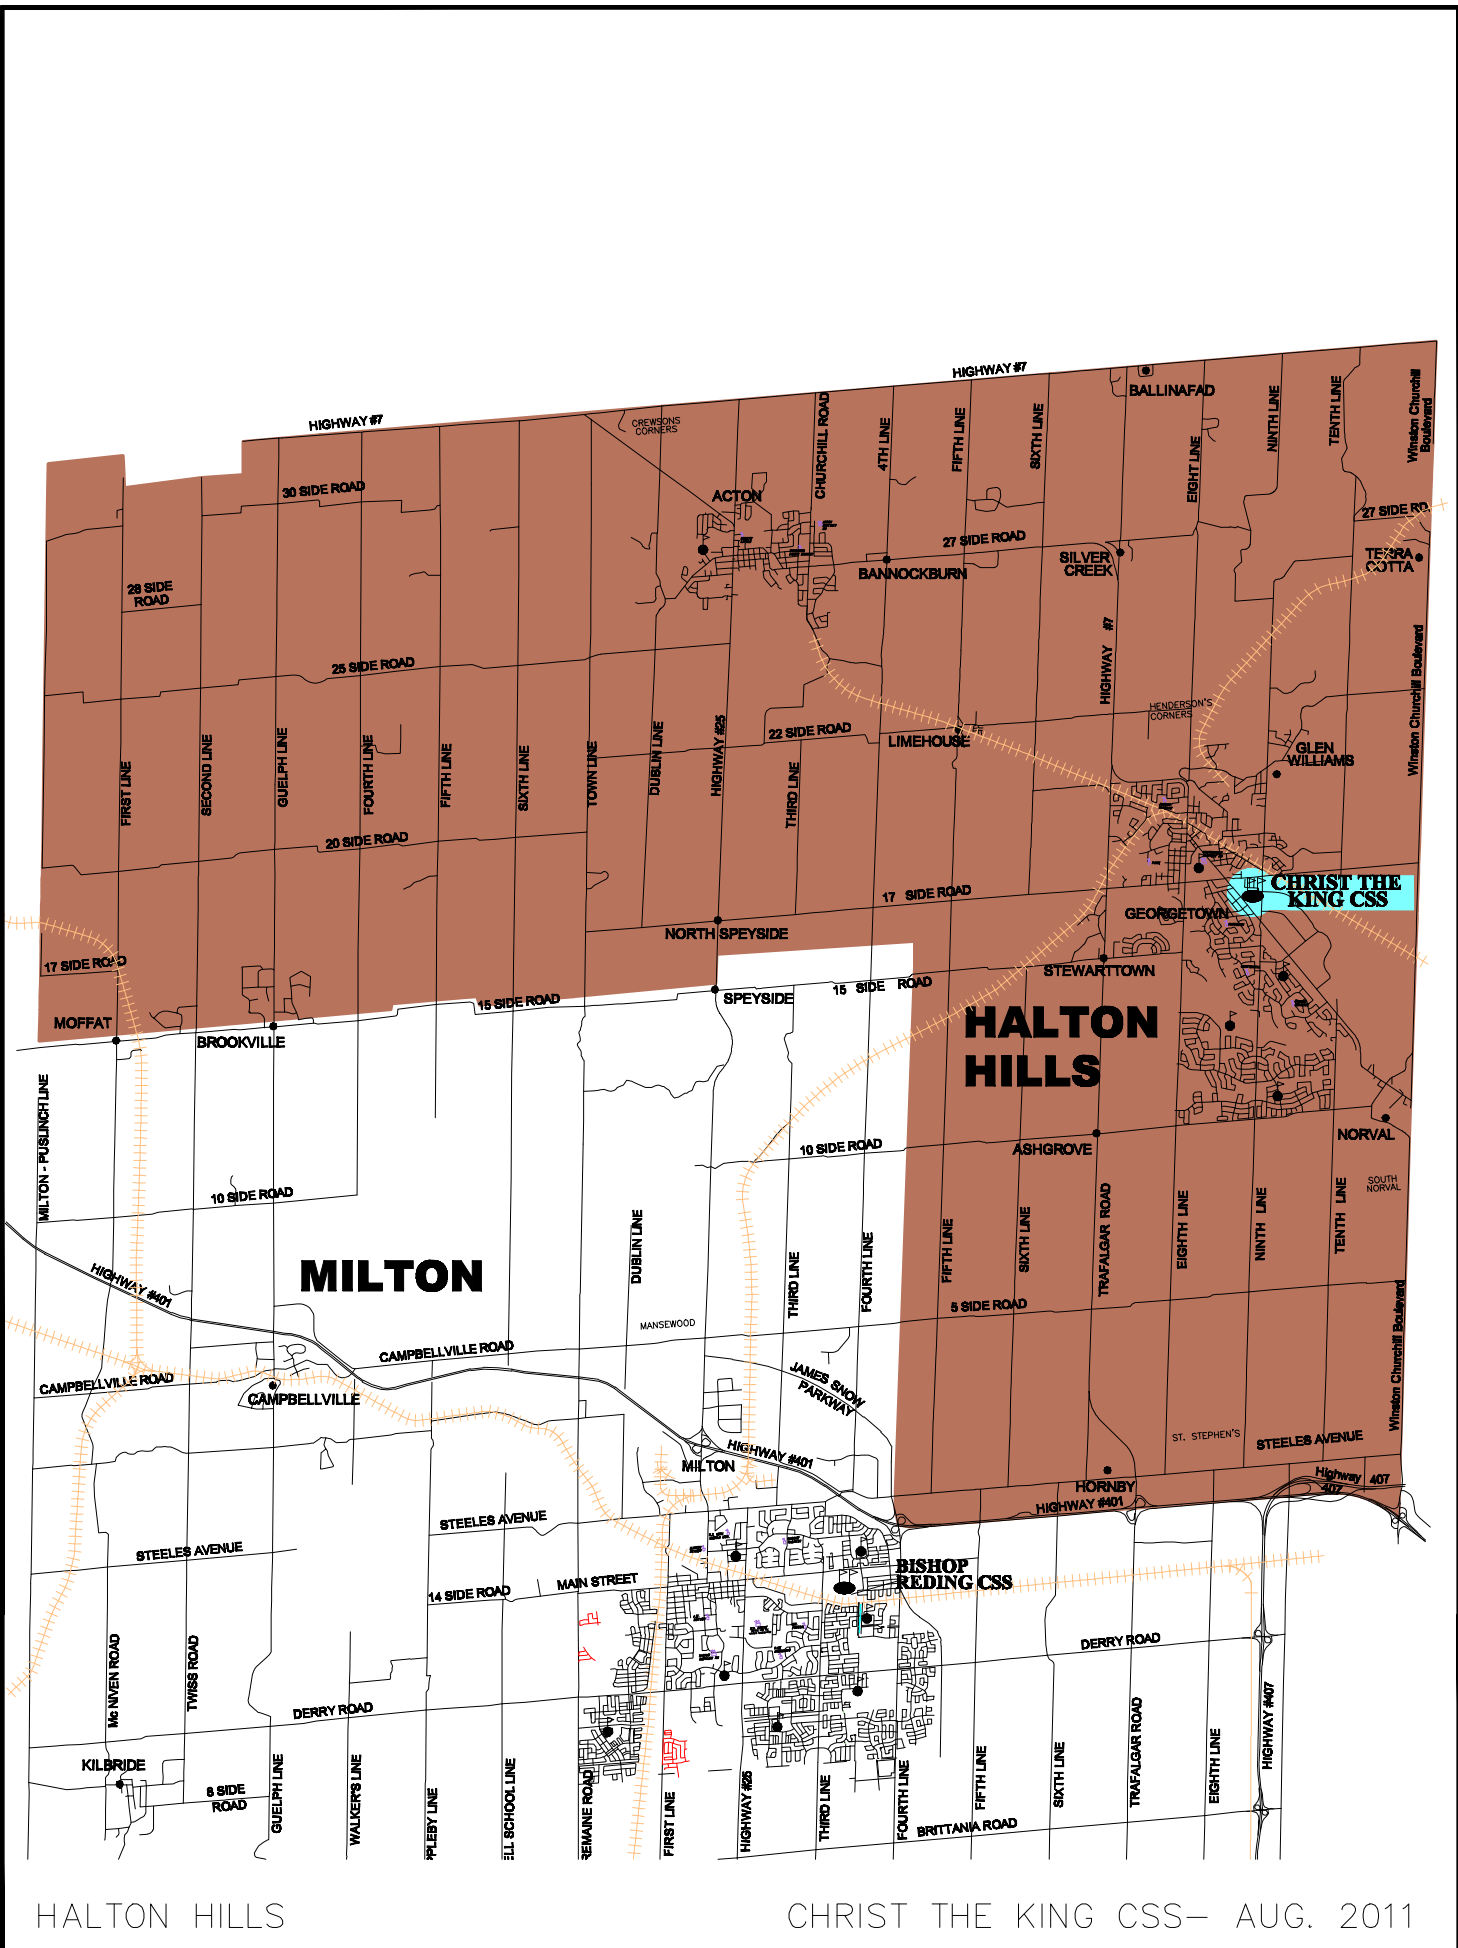 HIGHWAY #7
HIGHWAY #7
BALLINAFAD
CREWSONS
CORNERS
CHURCHILL ROAD
4TH LINE
FIFTH LINE
SIXTH LINE
EIGHT LINE
NINTH LINE
TENTH LINE
Winston Churchill
Boulevard
30 SIDE ROAD
ACTON
27 SIDE RD.
27 SIDE ROAD
BANNOCKBURN
SILVER
CREEK
TERRA
COTTA
28 SIDE
ROAD
25 SIDE ROAD
HIGHWAY #7
Winston Churchill Boulevard
HENDERSON'S
CORNERS
22 SIDE ROAD
LIMEHOUSE
GLEN
WILLIAMS
FIRST LINE
SECOND LINE
GUELPH LINE
FOURTH LINE
FIFTH LINE
SIXTH LINE
TOWN LINE
DUBLIN LINE
HIGHWAY #25
THIRD LINE
20 SIDE ROAD
17 SIDE ROAD
CHRIST THE
KING CSS
GEORGETOWN
NORTH SPEYSIDE
17 SIDE ROAD
STEWARTTOWN
15 SIDE ROAD
SPEYSIDE
15 SIDE ROAD
MOFFAT
BROOKVILLE
HALTON
HILLS
MILTON - PUSLINCH LINE
10 SIDE ROAD
ASHGROVE
NORVAL
SOUTH
NORVAL
10 SIDE ROAD
MILTON
DUBLIN LINE
THIRD LINE
FOURTH LINE
FIFTH LINE
SIXTH LINE
TRAFALGAR ROAD
EIGHTH LINE
NINTH LINE
TENTH LINE
HIGHWAY #401
5 SIDE ROAD
MANSEWOOD
Winston Churchill Boulevard
CAMPBELLVILLE ROAD
CAMPBELLVILLE ROAD
CAMPBELLVILLE
JAMES SNOW
PARKWAY
ST. STEPHEN'S
STEELES AVENUE
HIGHWAY #401
MILTON
HORNBY
Highway 407
407
HIGHWAY #401
STEELES AVENUE
STEELES AVENUE
BISHOP
REDING CSS
14 SIDE ROAD
MAIN STREET
DERRY ROAD
Mc NIVEN ROAD
TWISS ROAD
DERRY ROAD
TRAFALGAR ROAD
HIGHWAY #407
KILBRIDE
8 SIDE
ROAD
GUELPH LINE
WALKER'S LINE
PPLEBY LINE
ELL SCHOOL LINE
REMAINE ROAD
FIRST LINE
HIGHWAY #25
THIRD LINE
FOURTH LINE
FIFTH LINE
SIXTH LINE
EIGHTH LINE
BRITTANIA ROAD
HALTON HILLS
CHRIST THE KING CSS– AUG. 2011